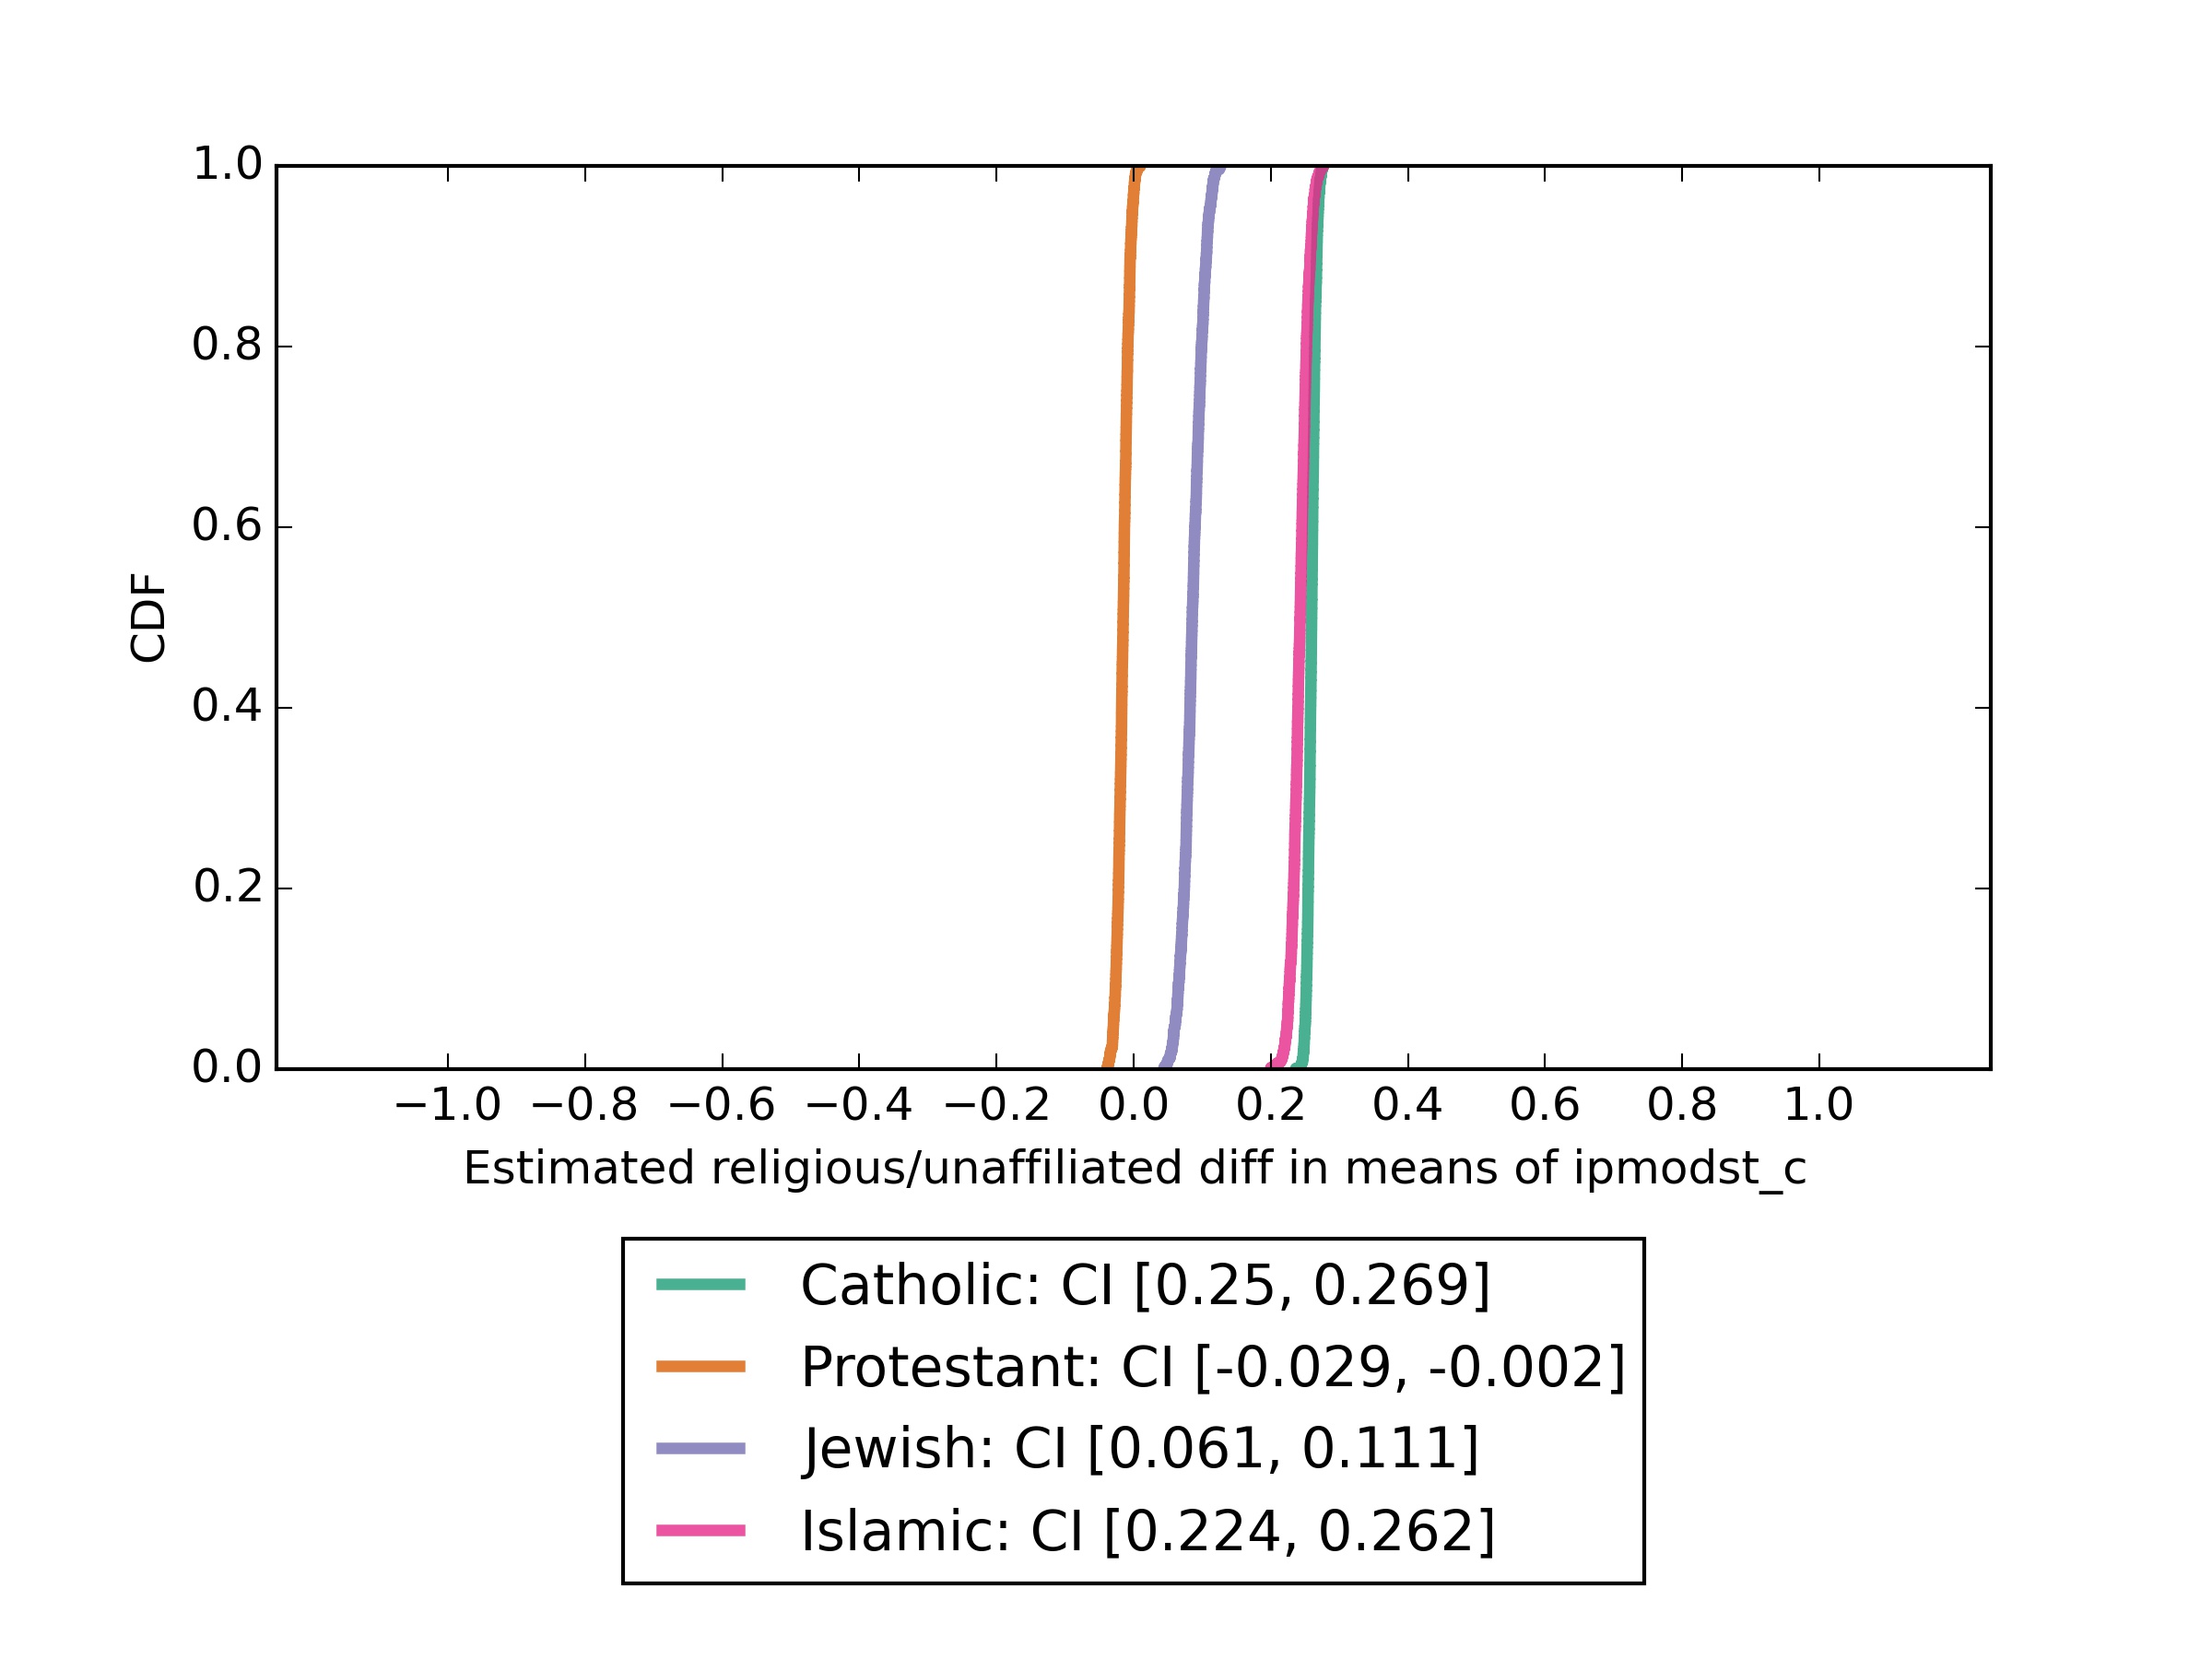 1.0
0.8
0.6
0.4
0.2
0.0
CDF
−1.0 −0.8 −0.6 −0.4 −0.2 0.0 0.2 0.4 0.6 0.8 1.0
Estimated religious/unaffiliated diff in means of ipmodst_c
Catholic: CI [0.25, 0.269]
Protestant: CI [-0.029, -0.002]
Jewish: CI [0.061, 0.111]
Islamic: CI [0.224, 0.262]